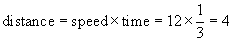 distance = speed × time = 12 × 1/3 = 4